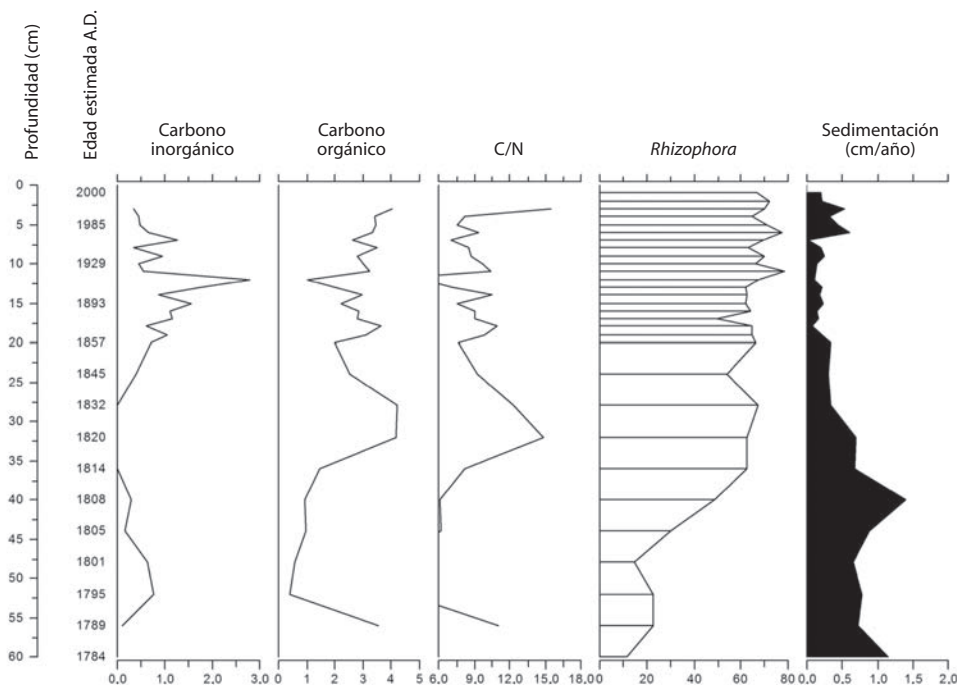 Profundidad (cm)
Edad estimada A.D.
Carbono
inorgánico
Carbono
orgánico
C/N
Rhizophora
Sedimentación
(cm/año)
0
5
10
15
20
25
30
35
40
45
50
55
60
2000
1985
1929
1893
1857
1845
1832
1820
1814
1808
1805
1801
1795
1789
1784
0,0 0,5 1,0 1,5 2,0 3,0
0 1 2 3 4 5
6,0 9,0 12,0 15,0 18,0
0 20 40 60 80
0,0 0,5 1,0 1,5 2,0